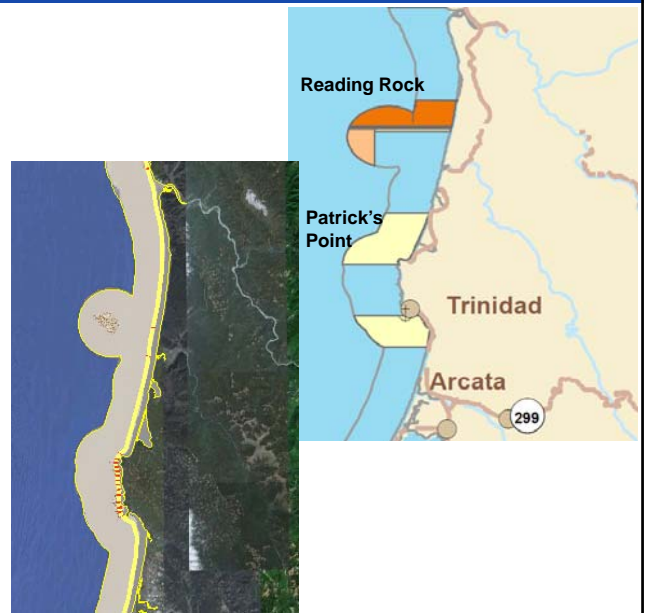 Reading Rock
Patrick's
Point
Trinidad
Arcata
299